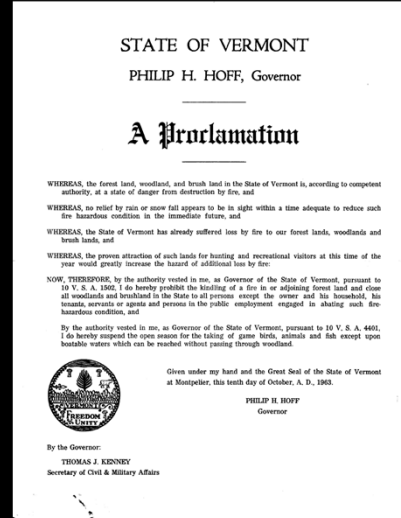 STATE OF VERMONT
PHILIP H. HOFF, Governor
A Proclamation
WHEREAS, the forest land, woodland, and brush land in the State of Vermont is, according to competent
authority, at a state of danger from destruction by fire, and
WHEREAS, no relief by rain or snow fall appears to be in sight within a time adequate to reduce such
fire hazardous condition in the immediate future, and
WHEREAS, the State of Vermont has already suffered loss by fire to our forest lands, woodlands and
brush lands, and
WHEREAS, the proven attraction of such lands for hunting and recreational visitors at this time of the
year would greatly increase the hazard of additional loss by fire:
NOW, THEREFORE, by the authority vested in me, as Governor of the State of Vermont, pursuant to
10 V. S. A. 1502, I do hereby prohibit the kindling of a fire in or adjoining forest land and close
all woodlands and brushland in the State to all persons except the owner and his household, his
tenants, servants or agents and persons in the public employment engaged in abating such fire-
hazardous condition, and
By the authority vested in me, as Governor of the State of Vermont, pursuant to 10 V. S. A. 4401,
I do hereby suspend the open season for the taking of game birds, animals and fish except upon
boatable waters which can be reached without passing through woodland.
Given under my hand and the Great Seal of the State of Vermont
at Montpelier, this tenth day of October, A. D., 1963.
PHILIP H. HOFF
Governor
VERMONT
FREEDOM
& UNITY
By the Governor:
THOMAS J. KENNEY
Secretary of Civil & Military Affairs